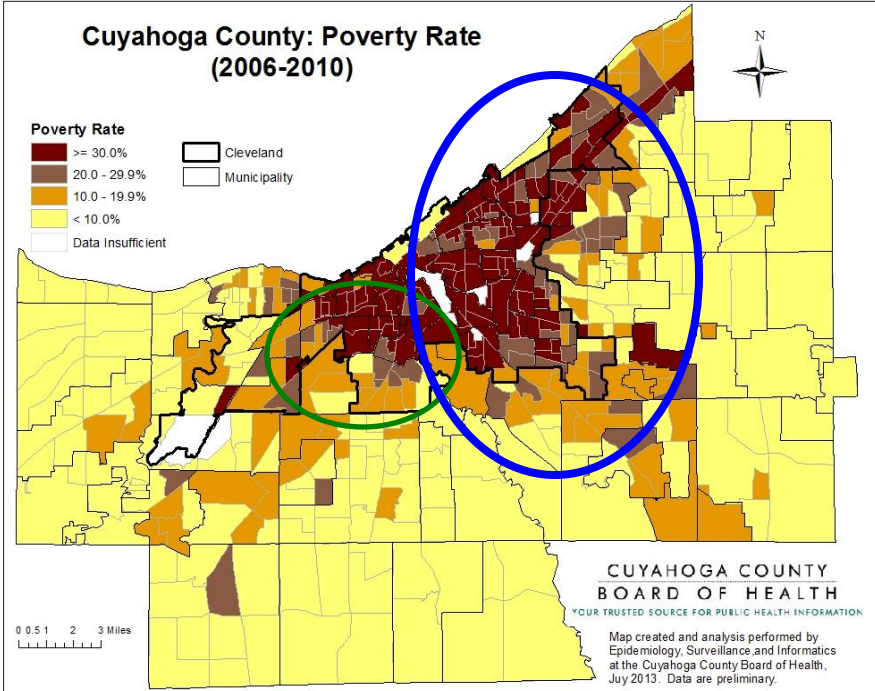 Cuyahoga County: Poverty Rate
(2006-2010)
N
Poverty Rate
>= 30.0%
20.0 - 29.9%
10.0 - 19.9%
< 10.0%
Data Insufficient
Cleveland
Municipality
CUYAHOGA COUNTY
BOARD OF HEALTH
YOUR TRUSTED SOURCE FOR PUBLIC HEALTH INFORMATION
0 0.5 1 2 3 Miles
Map created and analysis performed by
Epidemiology, Surveillance,and Informatics
at the Cuyahoga County Board of Health,
Juy 2013. Data are preliminary.